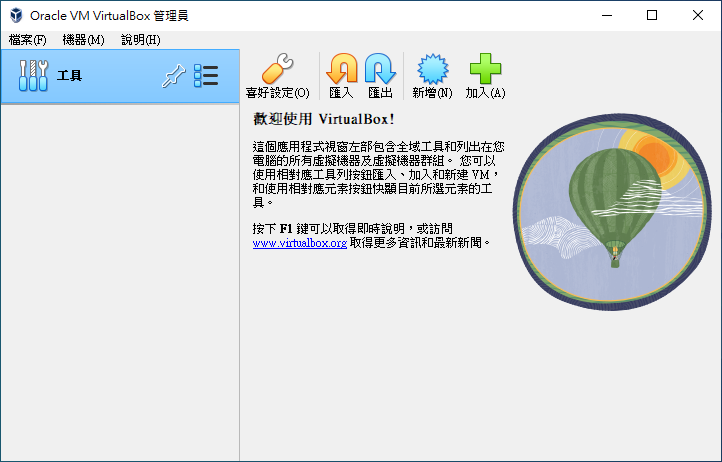 Oracle VM VirtualBox 管理員
檔案(F) 機器(M) 說明(H)
工具
喜好設定(O) 匯入 匯出 新增(N) 加入(A)
歡迎使用 VirtualBox!
這個應用程式視窗左部包含全域工具和列出在您
電腦的所有虛擬機器及虛擬機器群組。 您可以
使用相對應工具列按鈕匯入、加入和新建 VM，
和使用相對應元素按鈕快顯目前所選元素的工
具。
按下 F1 鍵可以取得即時說明，或訪問
www.virtualbox.org 取得更多資訊和最新新聞。